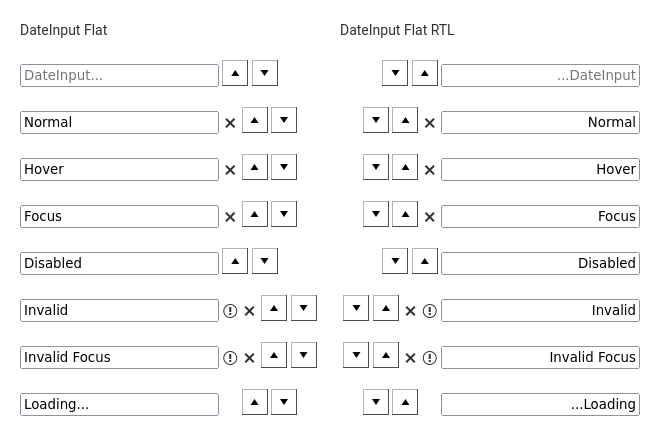 DateInput Flat
DateInput...
Normal
Hover
Focus
Disabled
Invalid
Invalid Focus
Loading...
DateInput Flat RTL
...DateInput
Normal
Hover
Focus
Disabled
Invalid
Invalid Focus
...Loading